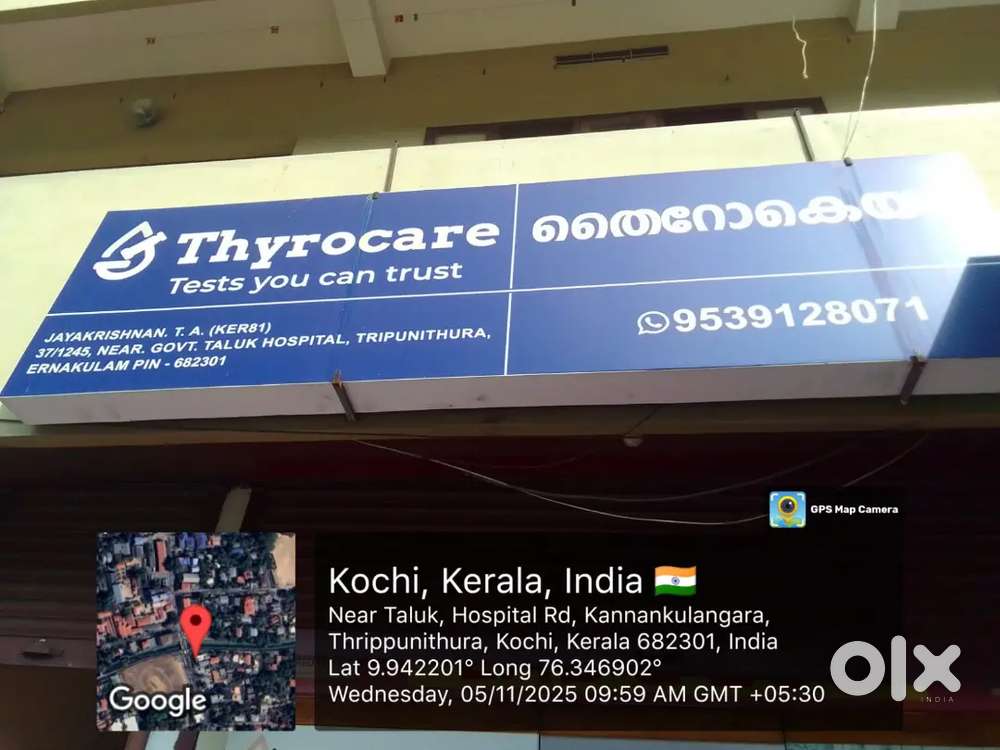 Thyrocare
Tests you can trust
JAYAKRISHNAN. T. A. (KER81)
37/1245, NEAR. GOVT. TALUK HOSPITAL, TRIPUNITHURA,
ERNAKULAM PIN - 682301
9539128071
GPS Map Camera
Kochi, Kerala, India
Near Taluk, Hospital Rd, Kannankulangara,
Thrippunithura, Kochi, Kerala 682301, India
Lat 9.942201° Long 76.346902°
Wednesday, 05/11/2025 09:59 AM GMT +05:30
Google
olx
INDIA